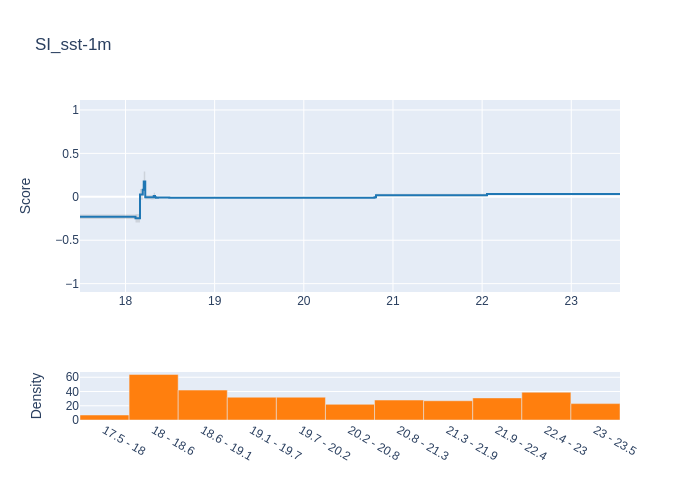 SI_sst-1m
1
0.5
0
−0.5
−1
Score
18 19 20 21 22 23
60
40
20
0
Density
17.5 - 18
18 - 18.6
18.6 - 19.1
19.1 - 19.7
19.7 - 20.2
20.2 - 20.8
20.8 - 21.3
21.3 - 21.9
21.9 - 22.4
22.4 - 23
23 - 23.5